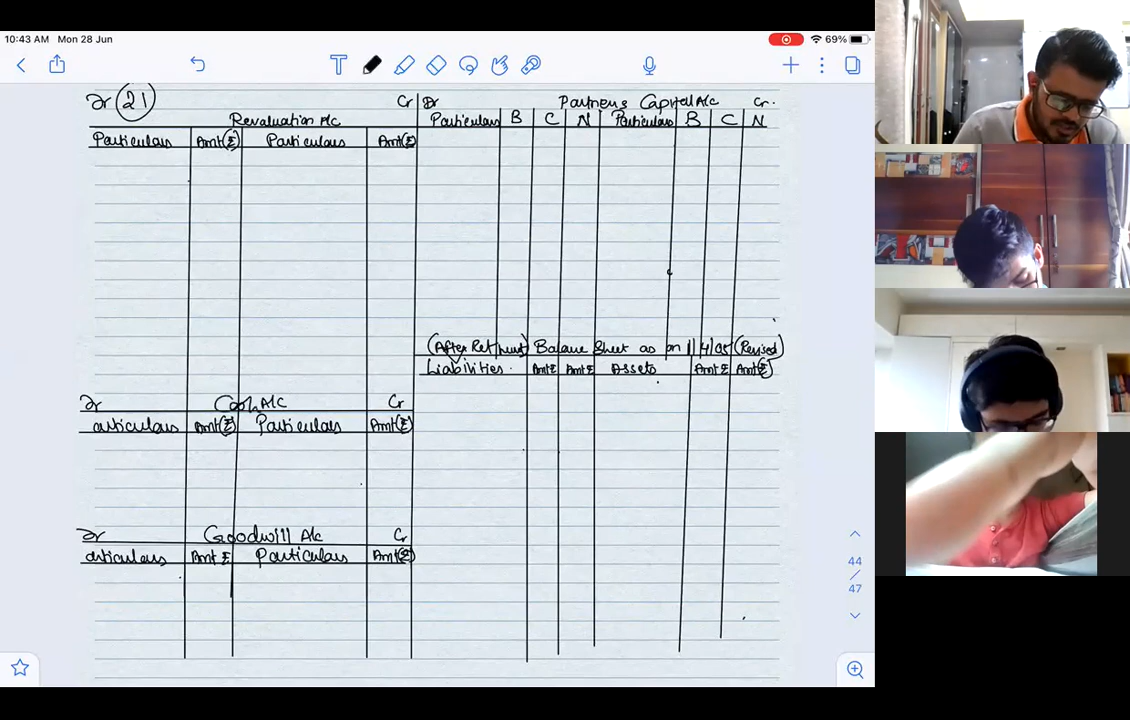 10:43 AM Mon 28 Jun
69%
Dr (21) Cr
Revaluation A/c
Particulars Amt(₹) Particulars Amt(₹)
Dr Partners Capital A/c Cr.
Particulars B C N Particulars B C N
(After Retirement) Balance Sheet as on 1/4/05 (Revised)
Liabilities. Amt ₹ Amt ₹ Assets Amt ₹ Amt(₹)
Dr Cash A/c Cr
articulars Amt(₹) Particulars Amt(₹)
Dr Goodwill A/c Cr
articulars Amt ₹ Particulars Amt(₹)
44
/
47